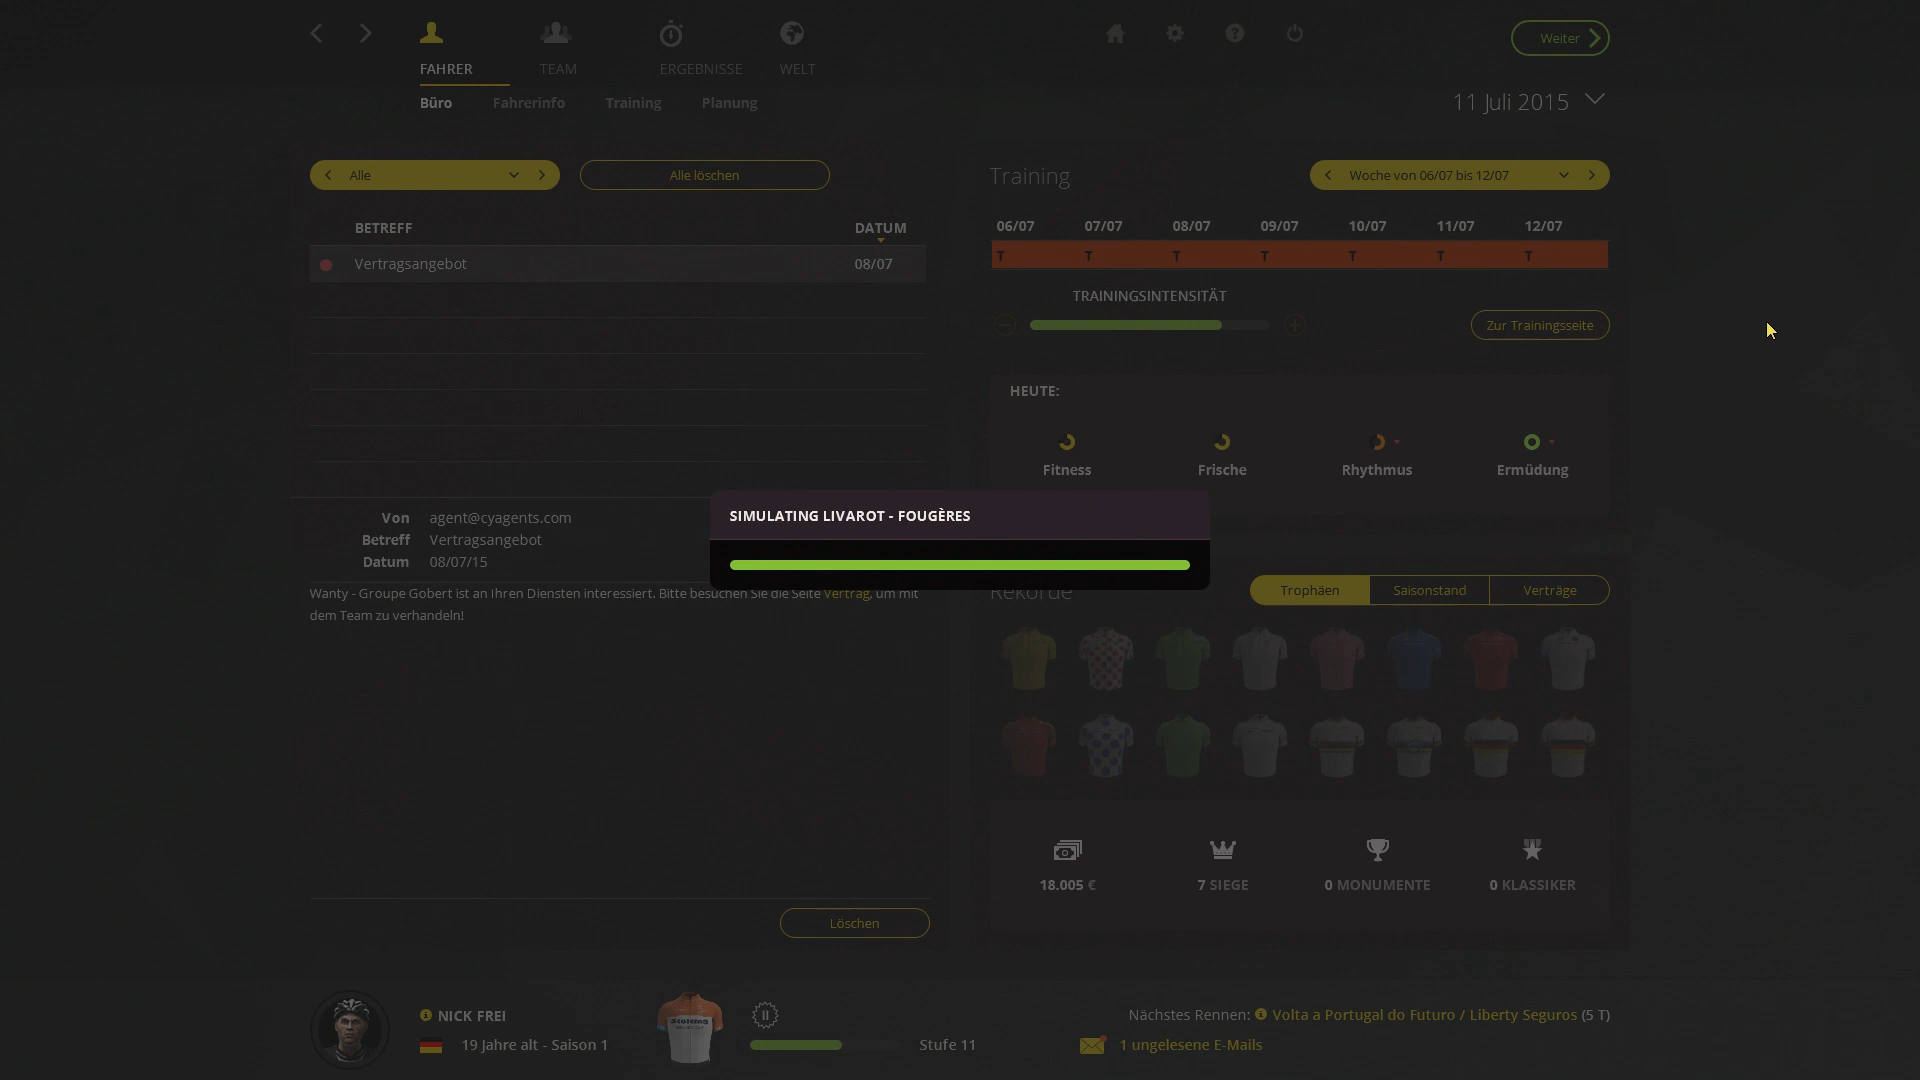 FAHRER
TEAM
ERGEBNISSE
WELT
Weiter
Büro
Fahrerinfo
Training
Planung
11 Juli 2015
Alle
Alle löschen
BETREFF
DATUM
Vertragsangebot
08/07
Training
Woche von 06/07 bis 12/07
06/07 07/07 08/07 09/07 10/07 11/07 12/07
T T T T T T T
TRAININGSINTENSITÄT
Zur Trainingsseite
HEUTE:
Fitness
Frische
Rhythmus
Ermüdung
SIMULATING LIVAROT - FOUGÈRES
Von agent@cyagents.com
Betreff Vertragsangebot
Datum 08/07/15
Wanty - Groupe Gobert ist an Ihren Diensten interessiert. Bitte besuchen Sie die Seite Vertrag, um mit
dem Team zu verhandeln!
Löschen
Rekorde
Trophäen
Saisonstand
Verträge
18.005 €
7 SIEGE
0 MONUMENTE
0 KLASSIKER
NICK FREI
19 Jahre alt - Saison 1
Stölting
Stufe 11
Nächstes Rennen: Volta a Portugal do Futuro / Liberty Seguros (5 T)
1 ungelesene E-Mails